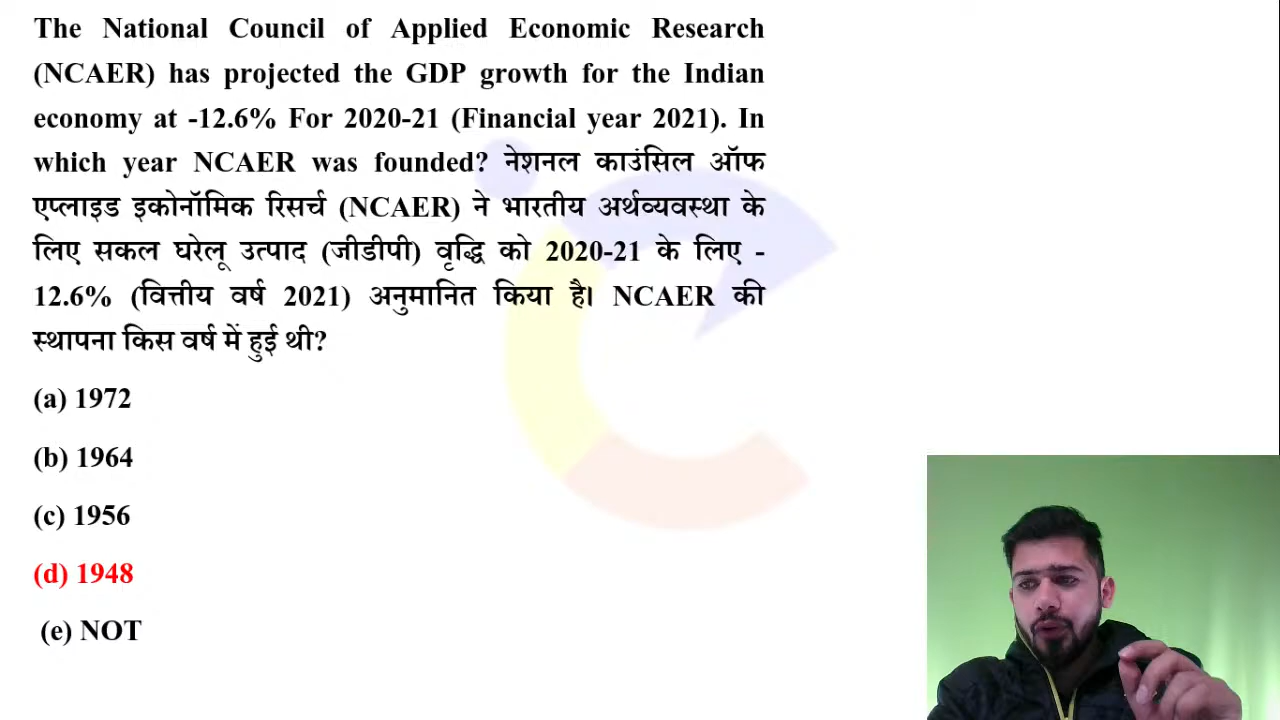 The National Council of Applied Economic Research
(NCAER) has projected the GDP growth for the Indian
economy at -12.6% For 2020-21 (Financial year 2021). In
which year NCAER was founded? नेशनल काउंसिल ऑफ
एप्लाइड इकोनॉमिक रिसर्च (NCAER) ने भारतीय अर्थव्यवस्था के
लिए सकल घरेलू उत्पाद (जीडीपी) वृद्धि को 2020-21 के लिए -
12.6% (वित्तीय वर्ष 2021) अनुमानित किया है। NCAER की
स्थापना किस वर्ष में हुई थी?
(a) 1972
(b) 1964
(c) 1956
(d) 1948
(e) NOT